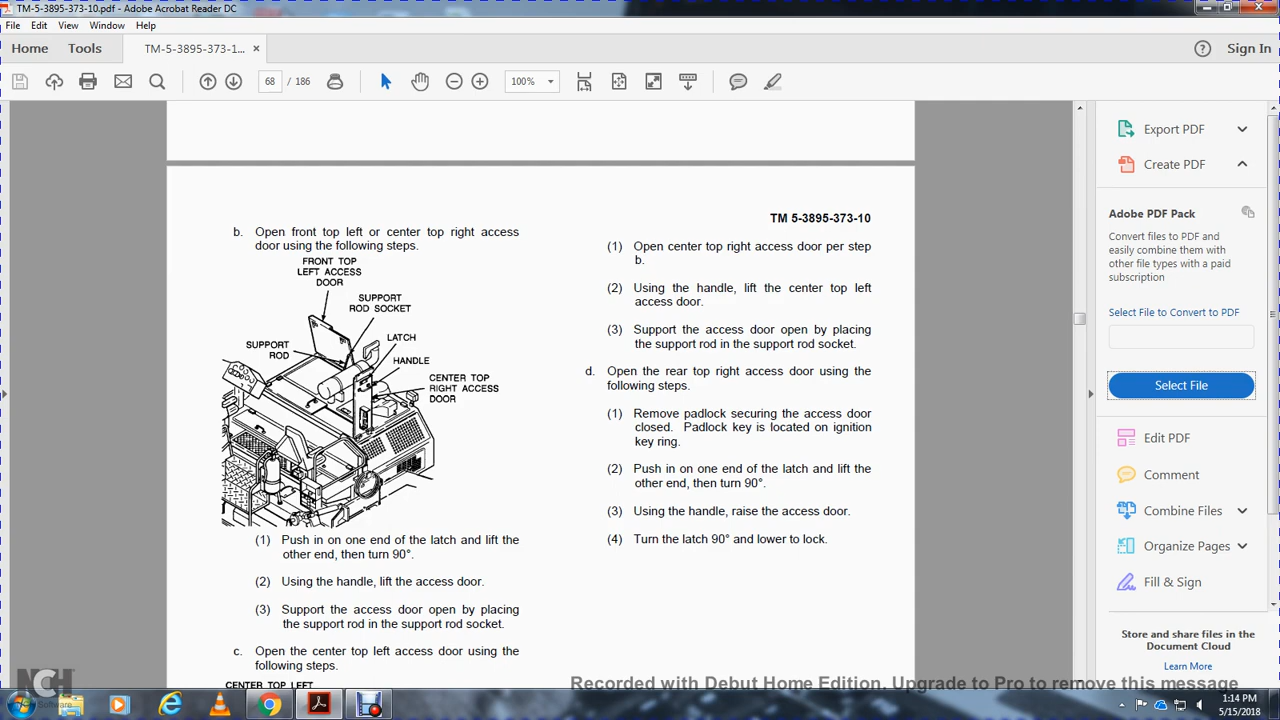 TM-5-3895-373-10.pdf - Adobe Acrobat Reader DC
File Edit View Window Help
Home Tools TM-5-3895-373-1... × Sign In
68 / 186 100%
TM 5-3895-373-10
b. Open front top left or center top right access
door using the following steps.
FRONT TOP
LEFT ACCESS
DOOR
SUPPORT
ROD SOCKET
LATCH
SUPPORT
ROD
HANDLE
CENTER TOP
RIGHT ACCESS
DOOR
(1) Push in on one end of the latch and lift the
other end, then turn 90°.
(2) Using the handle, lift the access door.
(3) Support the access door open by placing
the support rod in the support rod socket.
c. Open the center top left access door using the
following steps.
CENTER TOP LEFT
(1) Open center top right access door per step
b.
(2) Using the handle, lift the center top left
access door.
(3) Support the access door open by placing
the support rod in the support rod socket.
d. Open the rear top right access door using the
following steps.
(1) Remove padlock securing the access door
closed. Padlock key is located on ignition
key ring.
(2) Push in on one end of the latch and lift the
other end, then turn 90°.
(3) Using the handle, raise the access door.
(4) Turn the latch 90° and lower to lock.
Export PDF
Create PDF
Adobe PDF Pack
Convert files to PDF and
easily combine them with
other file types with a paid
subscription
Select File to Convert to PDF
Select File
Edit PDF
Comment
Combine Files
Organize Pages
Fill & Sign
Store and share files in the
Document Cloud
Learn More
NCH Software
Recorded with Debut Home Edition. Upgrade to Pro to remove this message
1:14 PM
5/15/2018